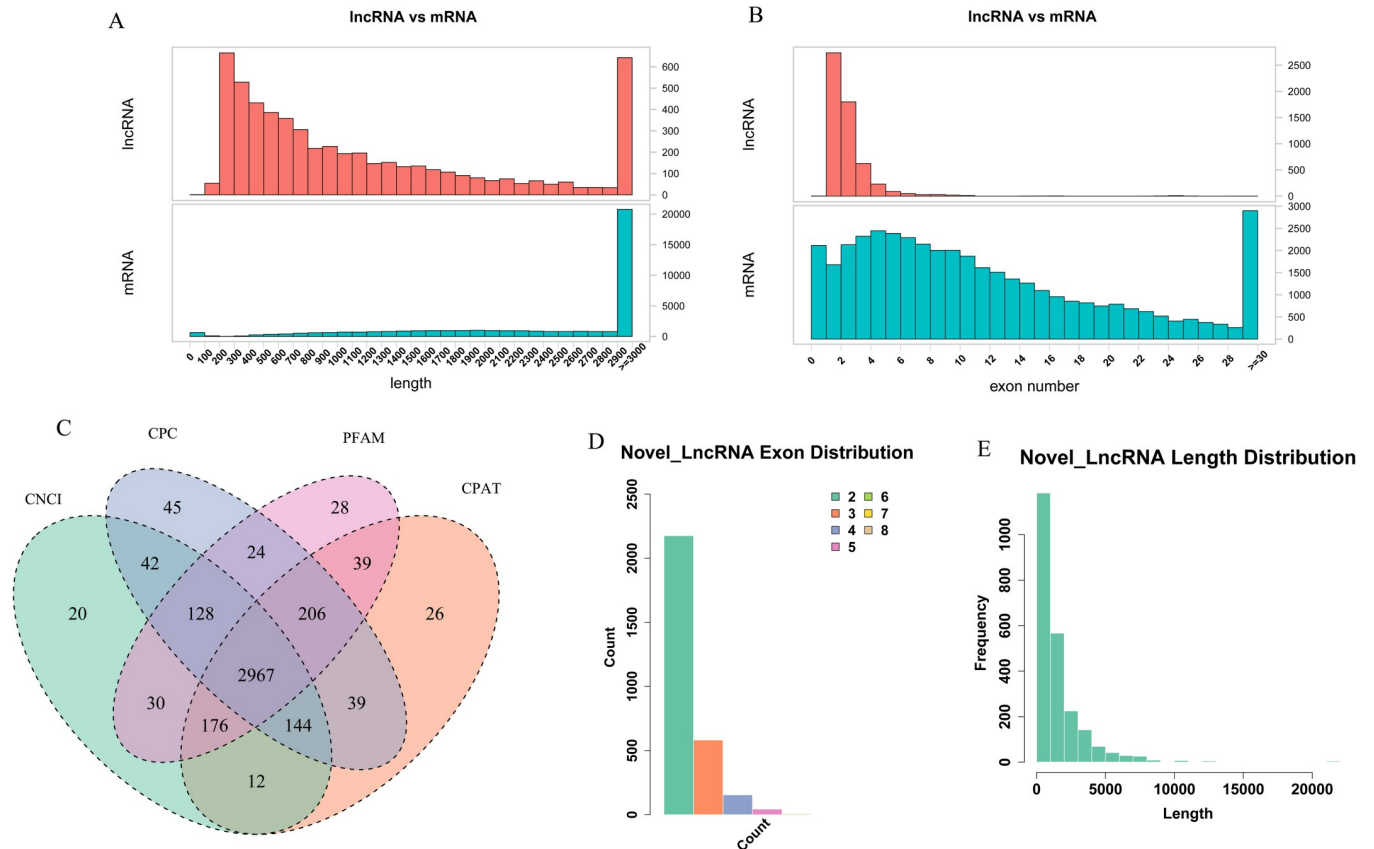 A
lncRNA vs mRNA
lncRNA
600
500
400
300
200
100
0
mRNA
20000
15000
10000
5000
0
0 100 200 300 400 500 600 700 800 900 1000 1100 1200 1300 1400 1500 1600 1700 1800 1900 2000 2100 2200 2300 2400 2500 2600 2700 2800 2900 >=3000
length
B
lncRNA vs mRNA
lncRNA
2500
2000
1500
1000
500
0
mRNA
3000
2500
2000
1500
1000
500
0
0 2 4 6 8 10 12 14 16 18 20 22 24 26 28 >=30
exon number
C
CPC
PFAM
CNCI
CPAT
45
28
42
24
39
20
128
206
26
2967
30
39
176
144
12
D
Novel_LncRNA Exon Distribution
2500
2000
1500
1000
500
0
Count
2 6
3 7
4 8
5
Count
E
Novel_LncRNA Length Distribution
1000
800
600
400
200
0
Frequency
0 5000 10000 15000 20000
Length